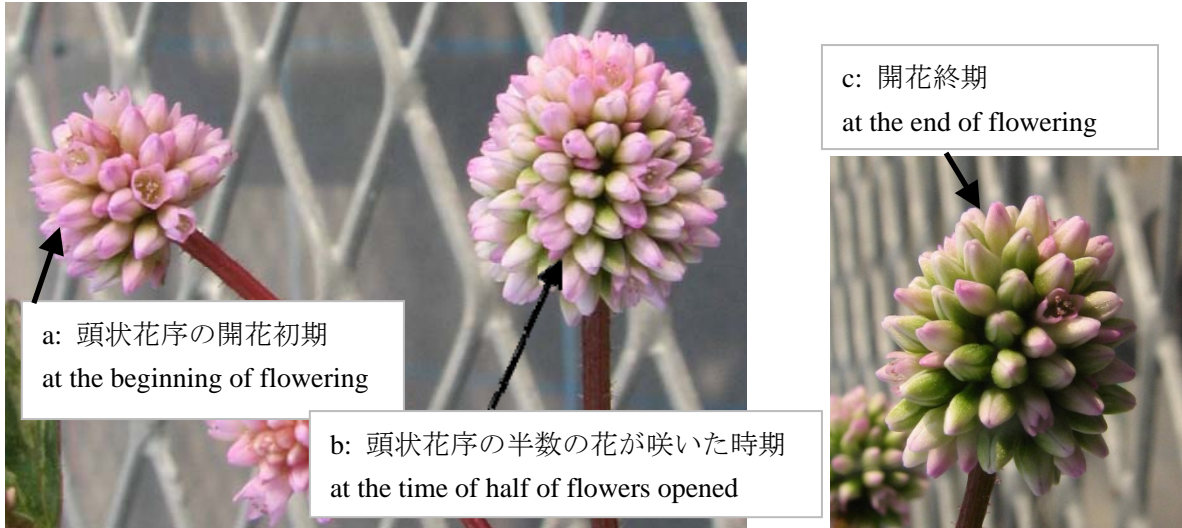 a: 頭状花序の開花初期
at the beginning of flowering
b: 頭状花序の半数の花が咲いた時期
at the time of half of flowers opened
c: 開花終期
at the end of flowering